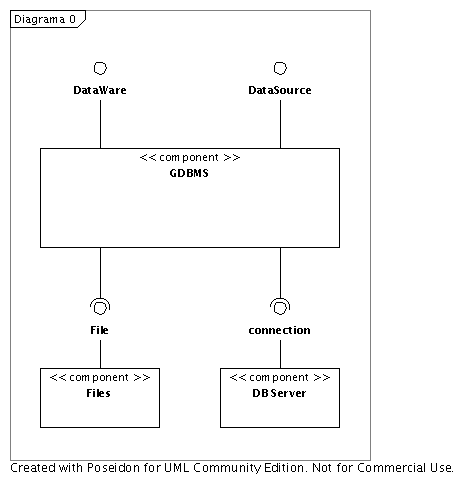 Diagrama 0
DataWare
DataSource
<< component >>
GDBMS
File
connection
<< component >>
Files
<< component >>
DB Server
Created with Poseidon for UML Community Edition. Not for Commercial Use.